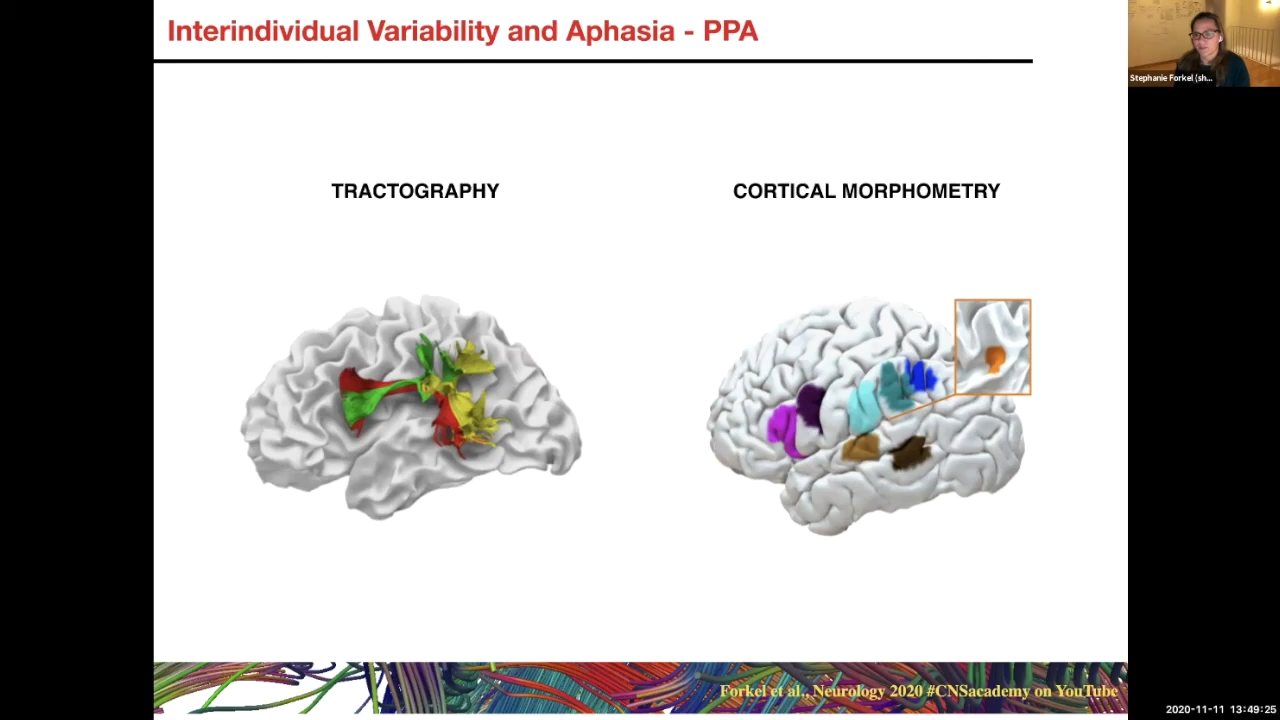 Interindividual Variability and Aphasia - PPA
Stephanie Forkel (sh...
TRACTOGRAPHY
CORTICAL MORPHOMETRY
Forkel et al., Neurology 2020 #CNSacademy on YouTube
2020-11-11 13:49:25